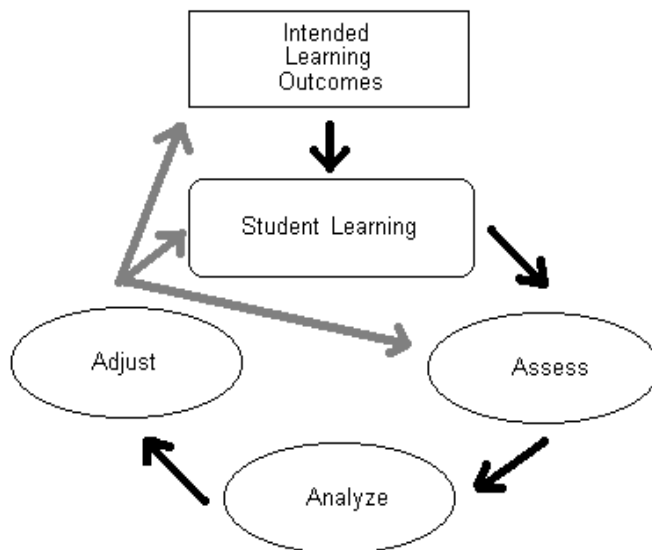 Intended
Learning
Outcomes
Student Learning
Adjust
Assess
Analyze